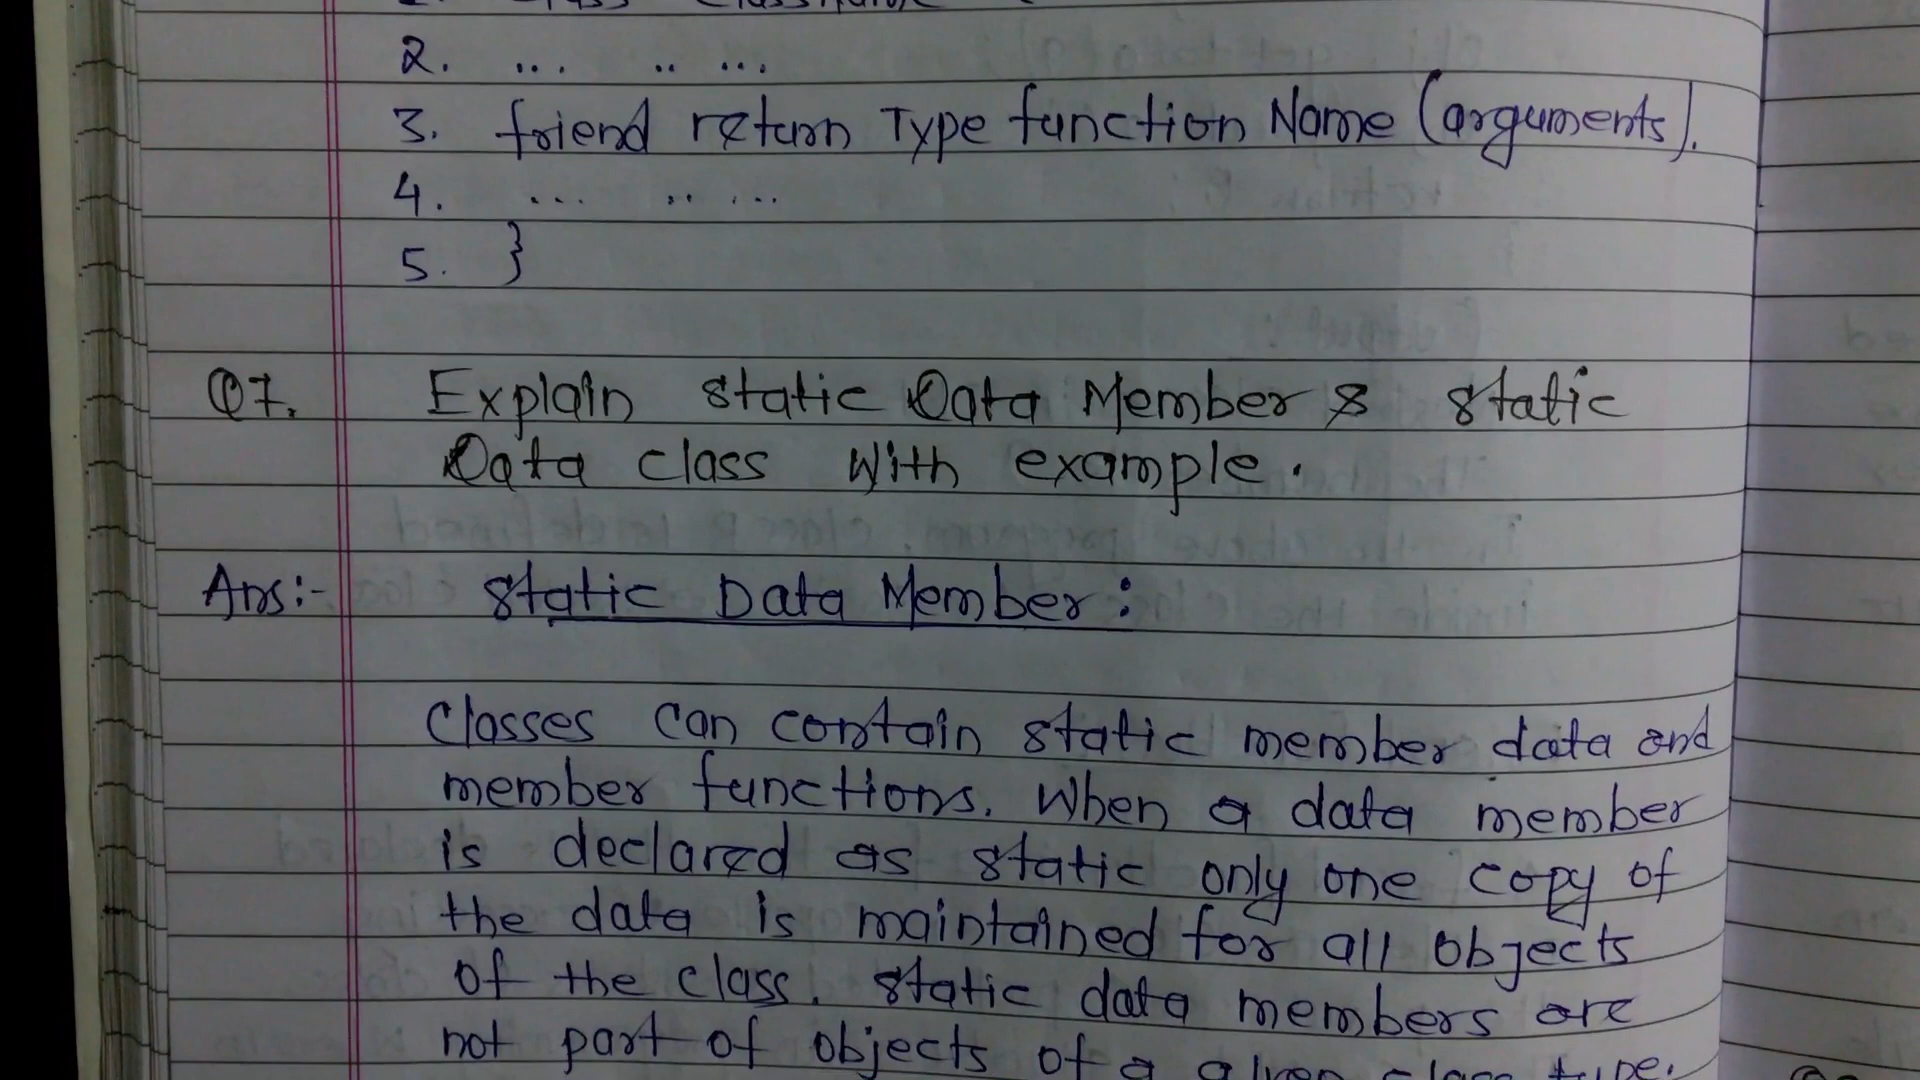 2. ... .. ...
3. friend return Type function Name (arguments).
4. ... .. ...
5. }
Q7. Explain static Data Member & static
Data class With example.
Ans:- Static Data Member:
Classes can contain static member data and
member functions. When a data member
is declared as static only one copy of
the data is maintained for all objects
of the class. static data members are
not part of objects of a given class type.